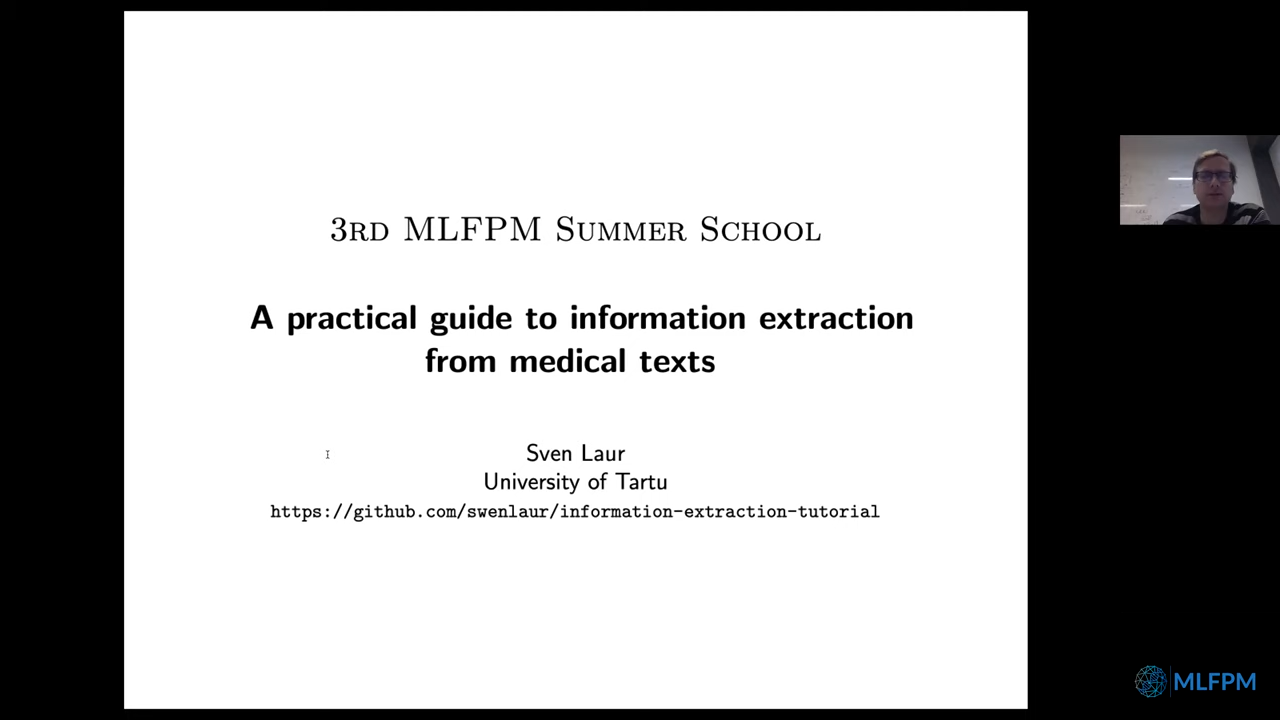 3RD MLFPM SUMMER SCHOOL
A practical guide to information extraction
from medical texts
Sven Laur
University of Tartu
https://github.com/swenlaur/information-extraction-tutorial
MLFPM